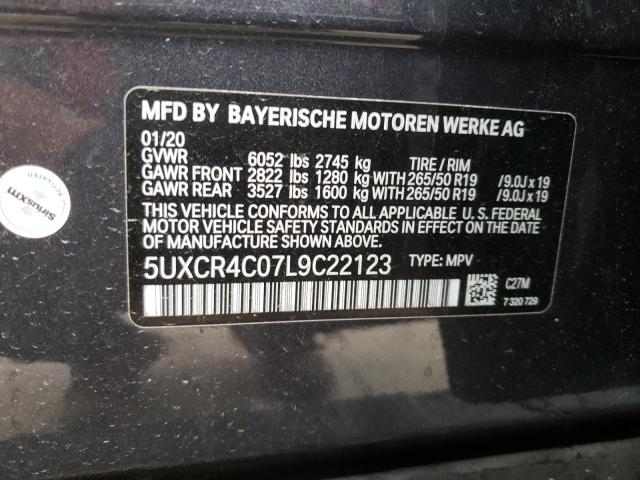 MFD BY BAYERISCHE MOTOREN WERKE AG
01/20
GVWR 6052 lbs 2745 kg TIRE / RIM
GAWR FRONT 2822 lbs 1280 kg WITH 265/50 R19 /9.0J x 19
GAWR REAR 3527 lbs 1600 kg WITH 265/50 R19 /9.0J x 19
THIS VEHICLE CONFORMS TO ALL APPLICABLE U. S. FEDERAL
MOTOR VEHICLE SAFETY STANDARDS IN EFFECT ON THE DATE
OF MANUFACTURE SHOWN ABOVE.
5UXCR4C07L9C22123 TYPE: MPV
C27M
7 320 729
SiriusXM
ACTIVATED